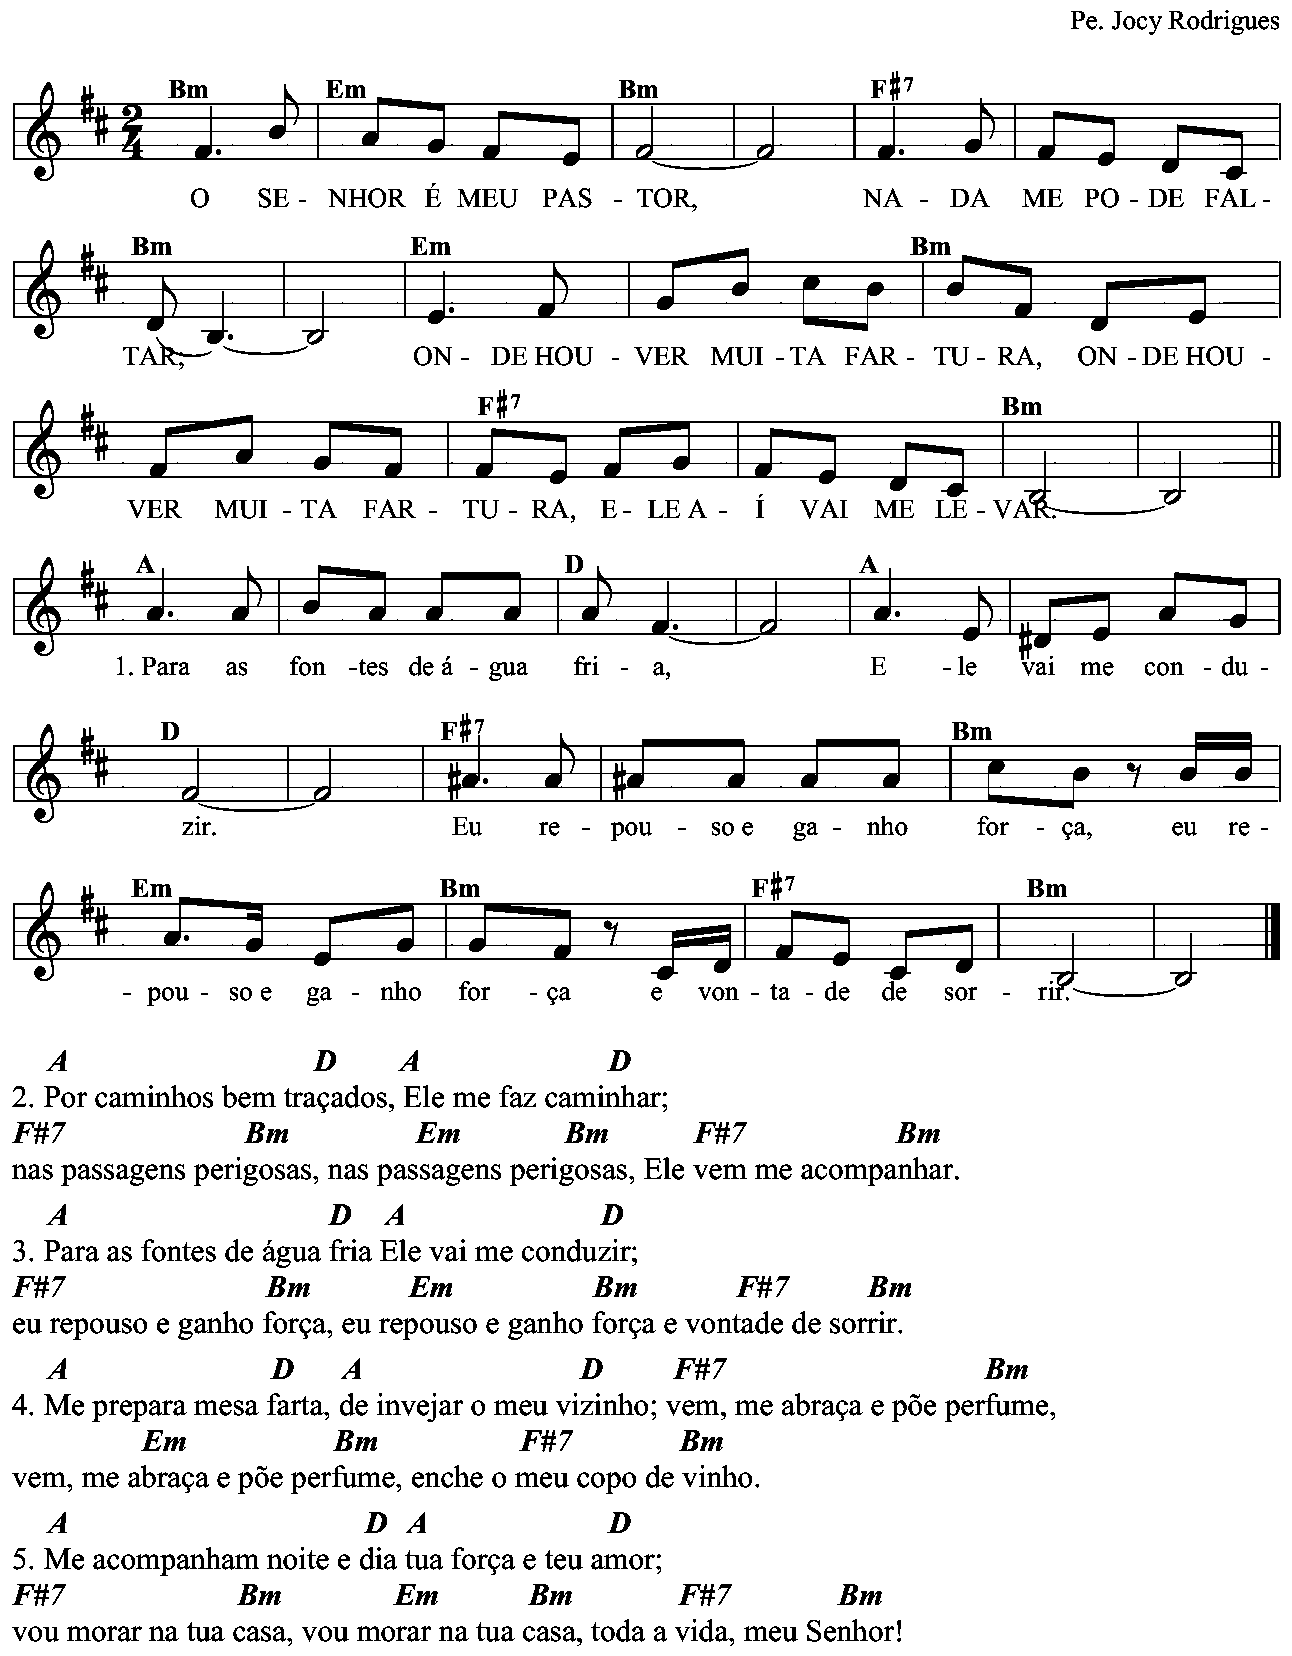 Pe. Jocy Rodrigues
Bm Em Bm F#7
O SE - NHOR É MEU PAS - TOR, NA - DA ME PO - DE FAL -
Bm Em Bm
TAR; ON - DE HOU - VER MUI - TA FAR - TU - RA, ON - DE HOU -
F#7 Bm
VER MUI - TA FAR - TU - RA, E - LE A - Í VAI ME LE - VAR.
A D A
1. Para as fon - tes de á - gua fri - a, E - le vai me con - du -
D F#7 Bm
zir. Eu re - pou - so e ga - nho for - ça, eu re -
Em Bm F#7 Bm
- pou - so e ga - nho for - ça e von - ta - de de sor - rir.
A D A D
2. Por caminhos bem traçados, Ele me faz caminhar;
F#7 Bm Em Bm F#7 Bm
nas passagens perigosas, nas passagens perigosas, Ele vem me acompanhar.
A D A D
3. Para as fontes de água fria Ele vai me conduzir;
F#7 Bm Em Bm F#7 Bm
eu repouso e ganho força, eu repouso e ganho força e vontade de sorrir.
A D A D F#7 Bm
4. Me prepara mesa farta, de invejar o meu vizinho; vem, me abraça e põe perfume,
Em Bm F#7 Bm
vem, me abraça e põe perfume, enche o meu copo de vinho.
A D A D
5. Me acompanham noite e dia tua força e teu amor;
F#7 Bm Em Bm F#7 Bm
vou morar na tua casa, vou morar na tua casa, toda a vida, meu Senhor!